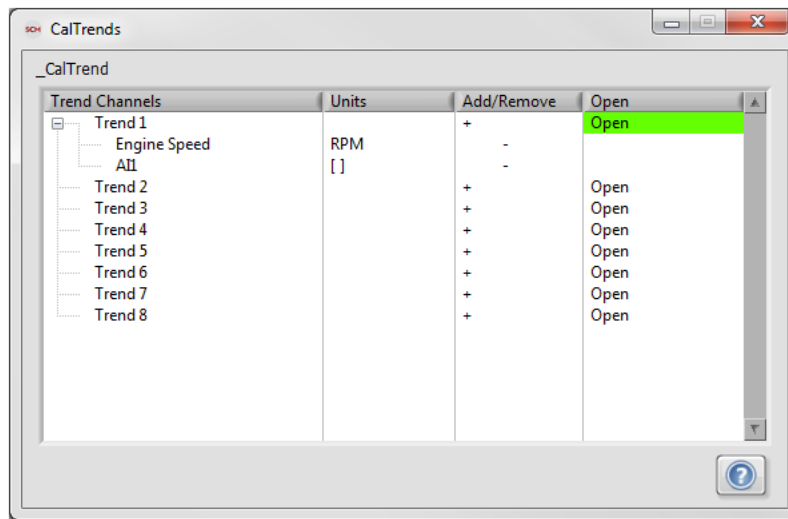 SCM CalTrends
_CalTrend
Trend Channels Units Add/Remove Open
Trend 1 + Open
Engine Speed RPM -
AI1 [ ] -
Trend 2 + Open
Trend 3 + Open
Trend 4 + Open
Trend 5 + Open
Trend 6 + Open
Trend 7 + Open
Trend 8 + Open
?